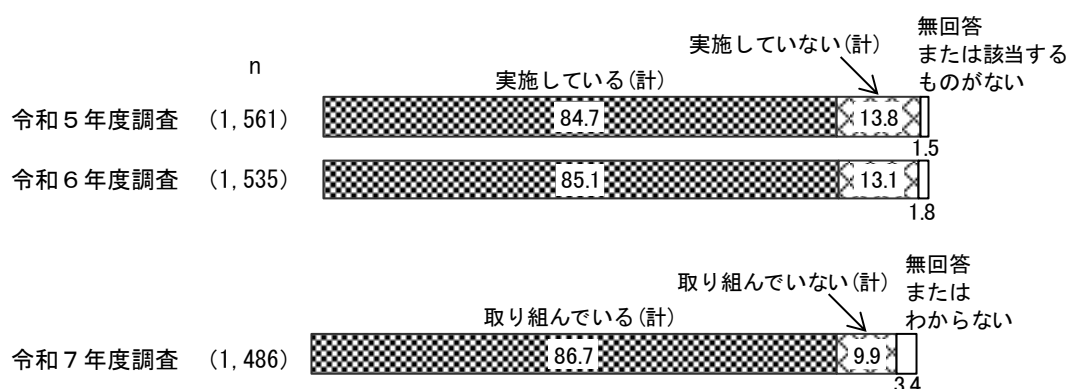 n
実施している(計)
実施していない(計)
無回答
または該当する
ものがない
令和５年度調査 (1,561) 84.7 13.8 1.5
令和６年度調査 (1,535) 85.1 13.1 1.8
取り組んでいる(計)
取り組んでいない(計)
無回答
または
わからない
令和７年度調査 (1,486) 86.7 9.9 3.4